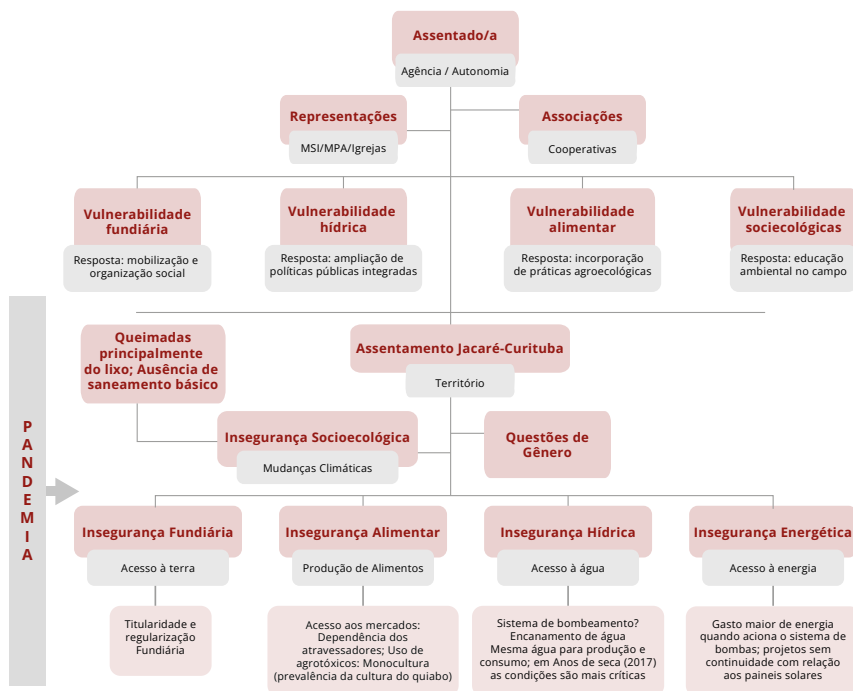 Assentado/a
Agência / Autonomia
Representações
MSI/MPA/Igrejas
Associações
Cooperativas
Vulnerabilidade
fundiária
Resposta: mobilização e
organização social
Vulnerabilidade
hídrica
Resposta: ampliação de
políticas públicas integradas
Vulnerabilidade
alimentar
Resposta: incorporação
de práticas agroecológicas
Vulnerabilidade
sociecológicas
Resposta: educação
ambiental no campo
PANDEMIA
Queimadas
principalmente
do lixo; Ausência de
saneamento básico
Assentamento Jacaré-Curituba
Território
Insegurança Socioecológica
Mudanças Climáticas
Questões de
Gênero
Insegurança Fundiária
Acesso à terra
Titularidade e
regularização
Fundiária
Insegurança Alimentar
Produção de Alimentos
Acesso aos mercados:
Dependência dos
atravessadores; Uso de
agrotóxicos: Monocultura
(prevalência da cultura do quiabo)
Insegurança Hídrica
Acesso à água
Sistema de bombeamento?
Encanamento de água
Mesma água para produção e
consumo; em Anos de seca (2017)
as condições são mais críticas
Insegurança Energética
Acesso à energia
Gasto maior de energia
quando aciona o sistema de
bombas; projetos sem
continuidade com relação
aos paineis solares